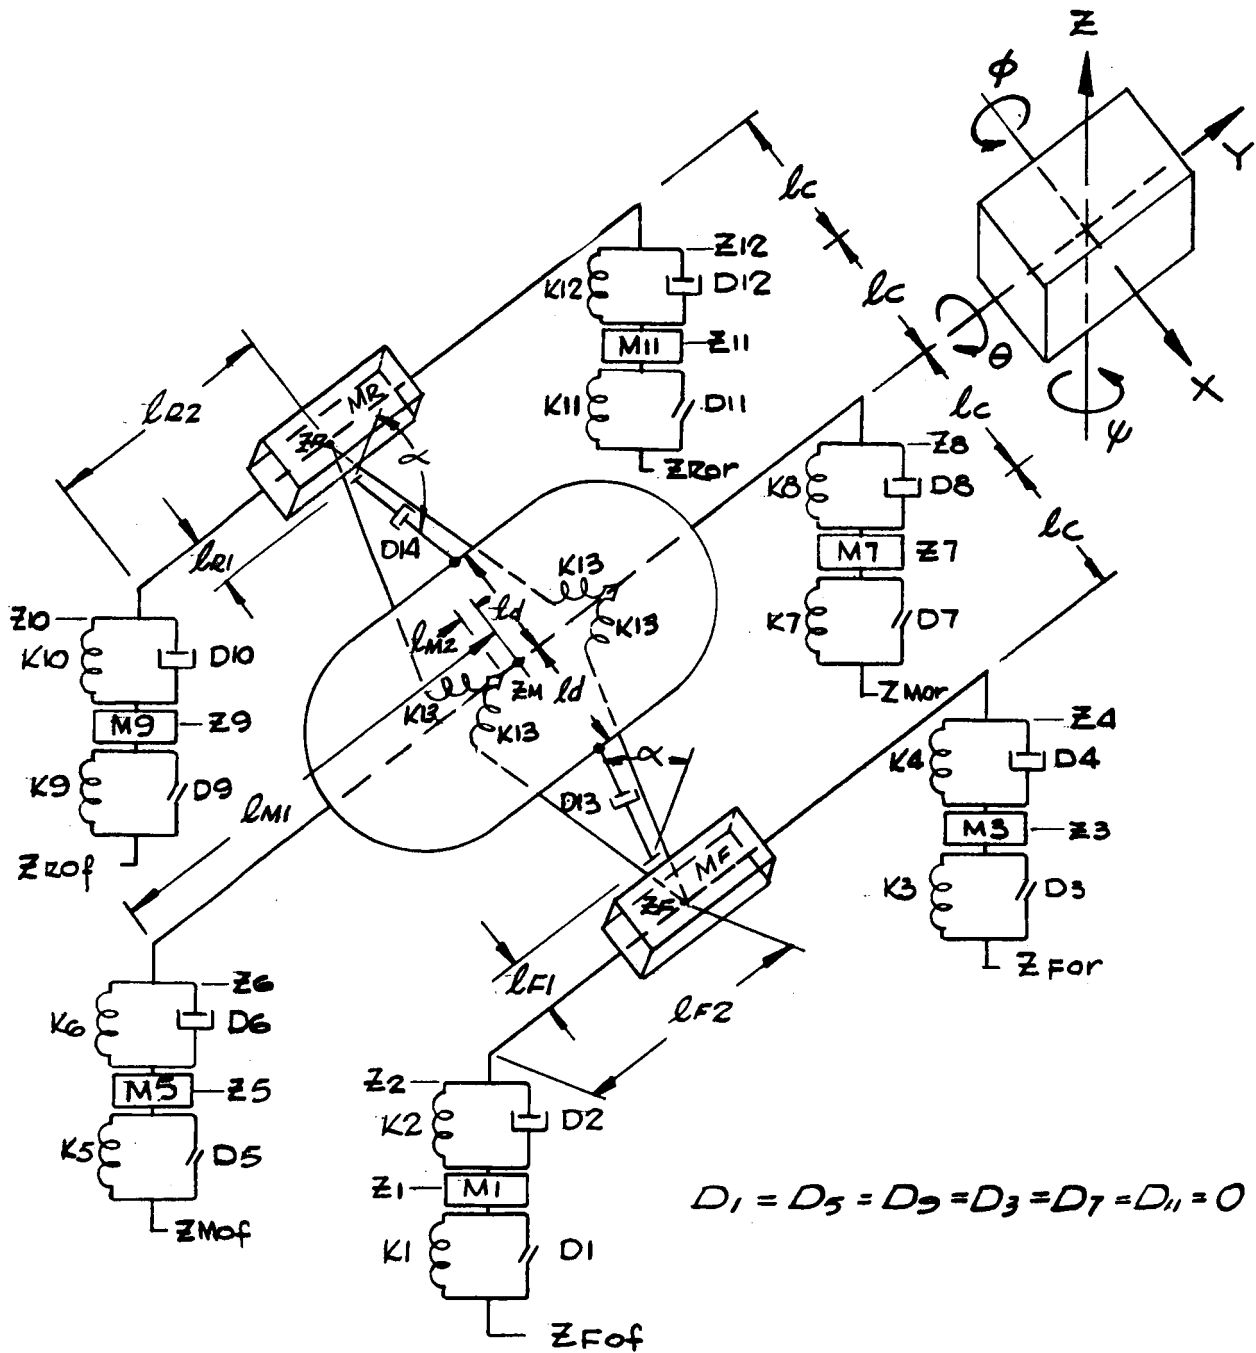 Z
φ
Y
lc
Z12
K12
D12
lc
M11
Z11
θ
X
lR2
MR
K11
D11
lc
ψ
ZR
α
ZRor
Z8
K8
D8
lR1
D14
lc
M7
Z7
K13
ld
Z10
K10
D10
lM2
K13
K7
D7
ZM
ld
M9
Z9
K13
K13
ZMor
Z4
K4
D4
K9
D9
α
lM1
D13
M3
Z3
ZRof
MF
ZF
K3
D3
lF1
ZFor
Z6
K6
D6
lF2
M5
Z5
Z2
K2
D2
K5
D5
Z1
M1
D1 = D5 = D9 = D3 = D7 = D11 = 0
ZMof
K1
D1
ZFof